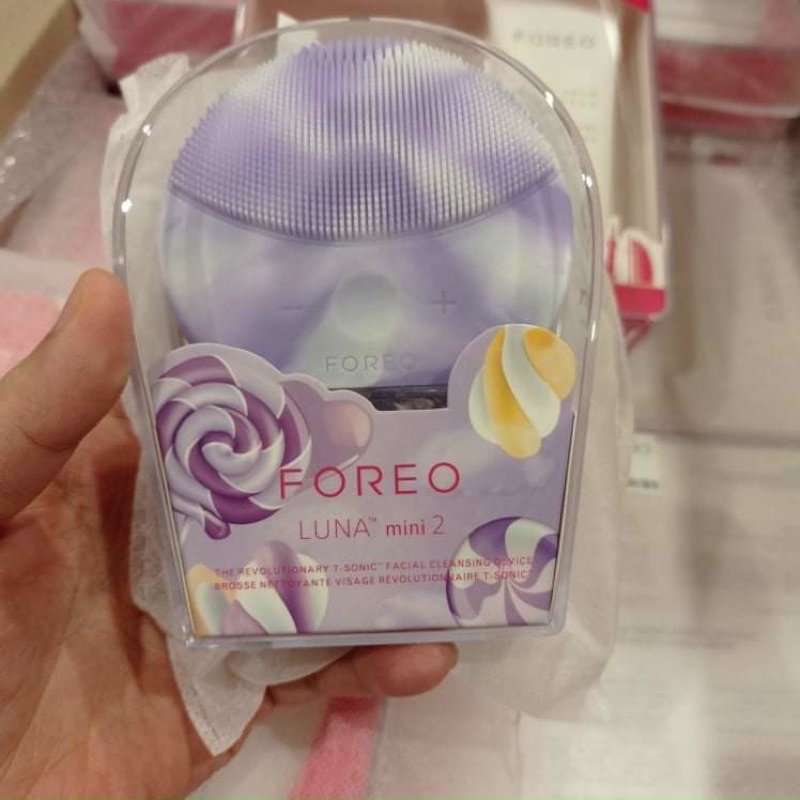 FOREO
− +
FOREO
FOREO
LUNA™ mini 2
THE REVOLUTIONARY T-SONIC™ FACIAL CLEANSING DEVICE
BROSSE NETTOYANTE VISAGE RÉVOLUTIONNAIRE T-SONIC™